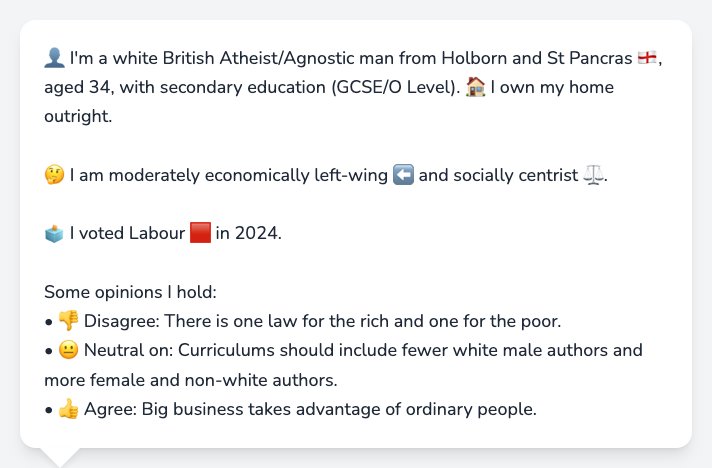 👤 I'm a white British Atheist/Agnostic man from Holborn and St Pancras 🏴󠁧󠁢󠁥󠁮󠁧󠁿,
aged 34, with secondary education (GCSE/O Level). 🏠 I own my home
outright.
🤔 I am moderately economically left-wing ⬅️ and socially centrist ⚖️.
🗳️ I voted Labour 🟥 in 2024.
Some opinions I hold:
• 👎 Disagree: There is one law for the rich and one for the poor.
• 😐 Neutral on: Curriculums should include fewer white male authors and
more female and non-white authors.
• 👍 Agree: Big business takes advantage of ordinary people.